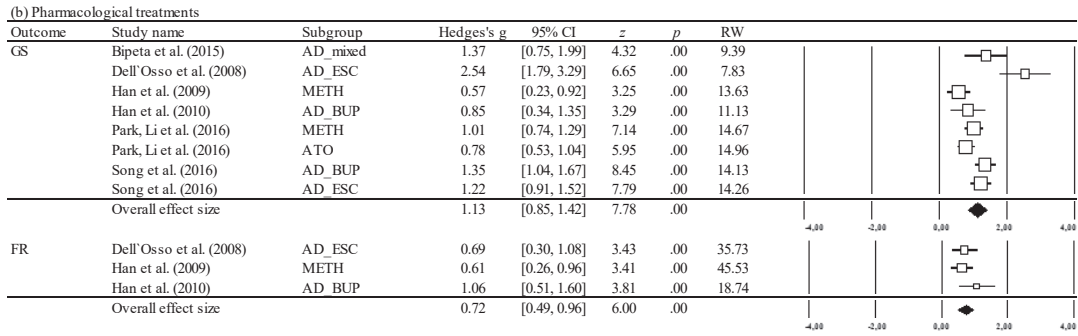 (b) Pharmacological treatments
Outcome Study name Subgroup Hedges's g 95% CI z p RW
GS Bipeta et al. (2015) AD_mixed 1.37 [0.75, 1.99] 4.32 .00 9.39
Dell`Osso et al. (2008) AD_ESC 2.54 [1.79, 3.29] 6.65 .00 7.83
Han et al. (2009) METH 0.57 [0.23, 0.92] 3.25 .00 13.63
Han et al. (2010) AD_BUP 0.85 [0.34, 1.35] 3.29 .00 11.13
Park, Li et al. (2016) METH 1.01 [0.74, 1.29] 7.14 .00 14.67
Park, Li et al. (2016) ATO 0.78 [0.53, 1.04] 5.95 .00 14.96
Song et al. (2016) AD_BUP 1.35 [1.04, 1.67] 8.45 .00 14.13
Song et al. (2016) AD_ESC 1.22 [0.91, 1.52] 7.79 .00 14.26
Overall effect size 1.13 [0.85, 1.42] 7.78 .00
-4,00 -2,00 0,00 2,00 4,00
FR Dell`Osso et al. (2008) AD_ESC 0.69 [0.30, 1.08] 3.43 .00 35.73
Han et al. (2009) METH 0.61 [0.26, 0.96] 3.41 .00 45.53
Han et al. (2010) AD_BUP 1.06 [0.51, 1.60] 3.81 .00 18.74
Overall effect size 0.72 [0.49, 0.96] 6.00 .00
-4,00 -2,00 0,00 2,00 4,00